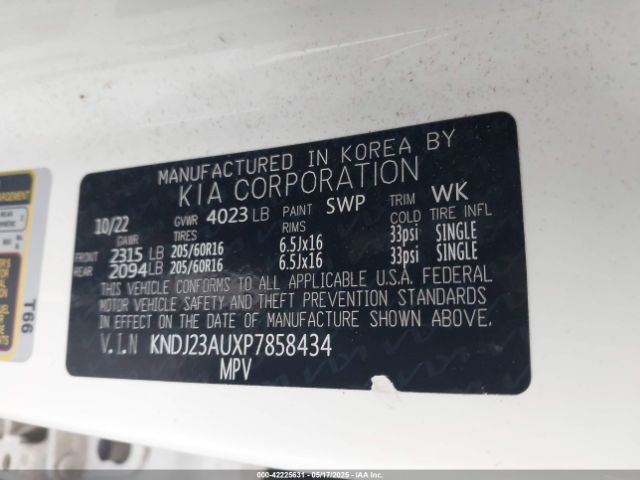 MANUFACTURED IN KOREA BY
KIA CORPORATION
10/22 GVWR 4023 LB PAINT SWP TRIM WK
GAWR TIRES RIMS COLD TIRE INFL
FRONT 2315 LB 205/60R16 6.5Jx16 33psi SINGLE
REAR 2094 LB 205/60R16 6.5Jx16 33psi SINGLE
THIS VEHICLE CONFORMS TO ALL APPLICABLE U.S.A. FEDERAL
MOTOR VEHICLE SAFETY AND THEFT PREVENTION STANDARDS
IN EFFECT ON THE DATE OF MANUFACTURE SHOWN ABOVE.
V.I.N KNDJ23AUXP7858434
MPV
T66
© 42225631 - 05/17/2025 - IAA Holdings, LLC